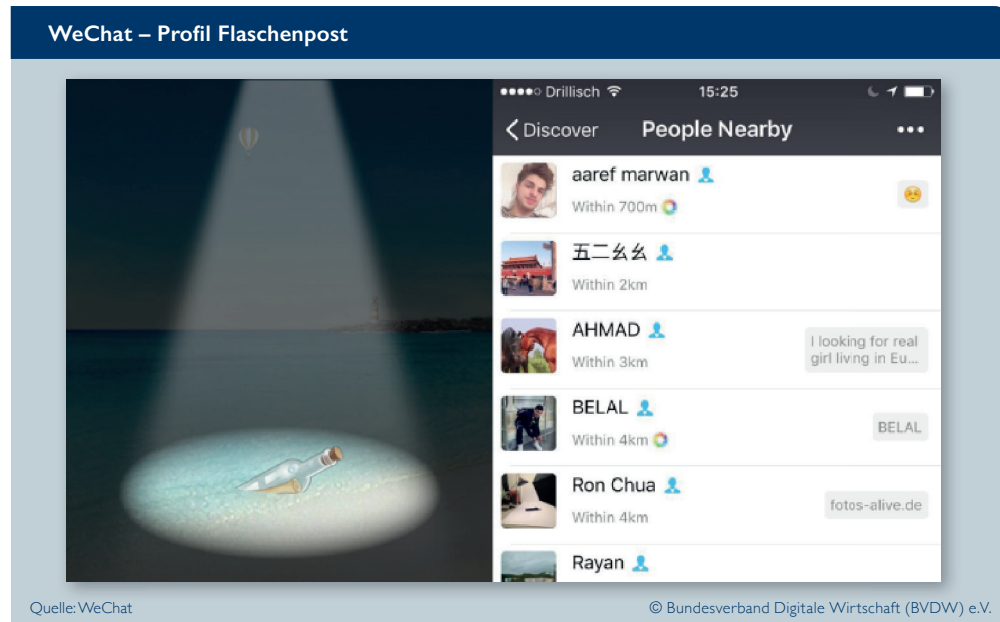 WeChat – Profil Flaschenpost
Drillisch
15:25
Discover
People Nearby
aaref marwan
Within 700m
五二幺幺
Within 2km
AHMAD
Within 3km
I looking for real
girl living in Eu...
BELAL
Within 4km
BELAL
Ron Chua
Within 4km
fotos-alive.de
Rayan
Quelle: WeChat
© Bundesverband Digitale Wirtschaft (BVDW) e.V.